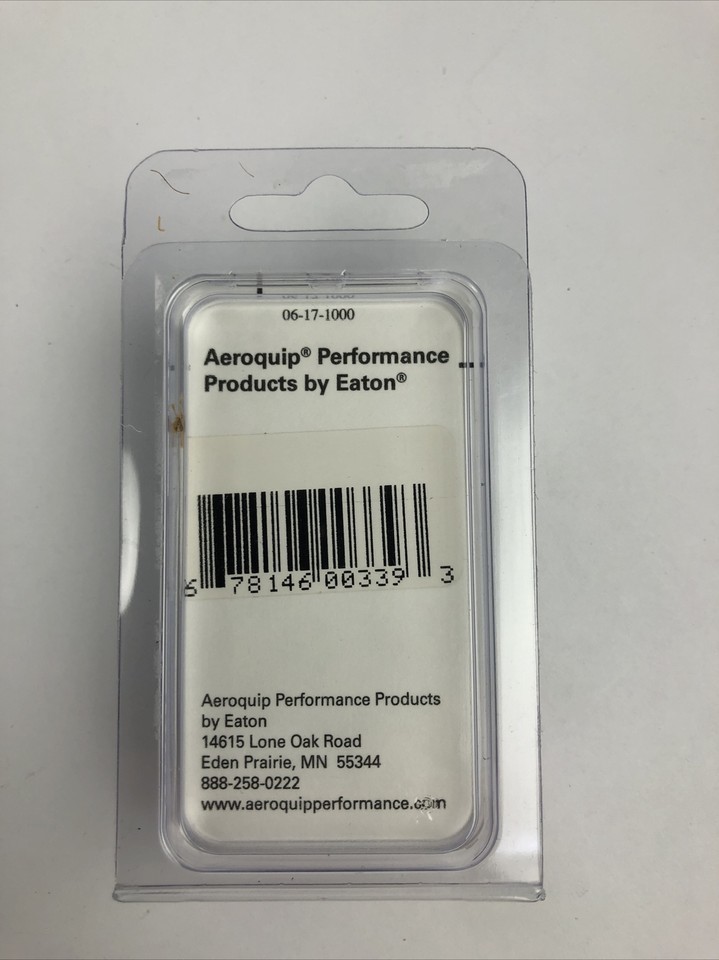 06-17-1000
Aeroquip® Performance
Products by Eaton®
6 78146 00339 3
Aeroquip Performance Products
by Eaton
14615 Lone Oak Road
Eden Prairie, MN 55344
888-258-0222
www.aeroquipperformance.com